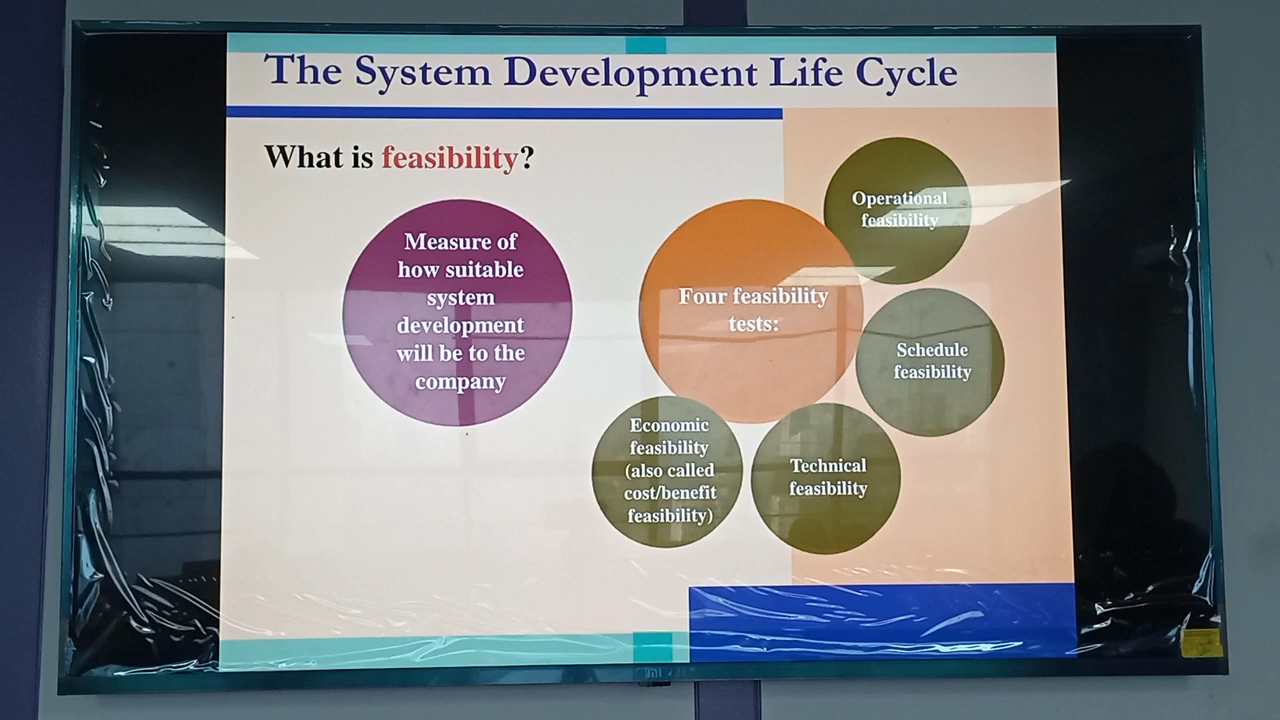 The System Development Life Cycle
What is feasibility?
Measure of
how suitable
system
development
will be to the
company
Four feasibility
tests:
Operational
feasibility
Schedule
feasibility
Technical
feasibility
Economic
feasibility
(also called
cost/benefit
feasibility)
mi